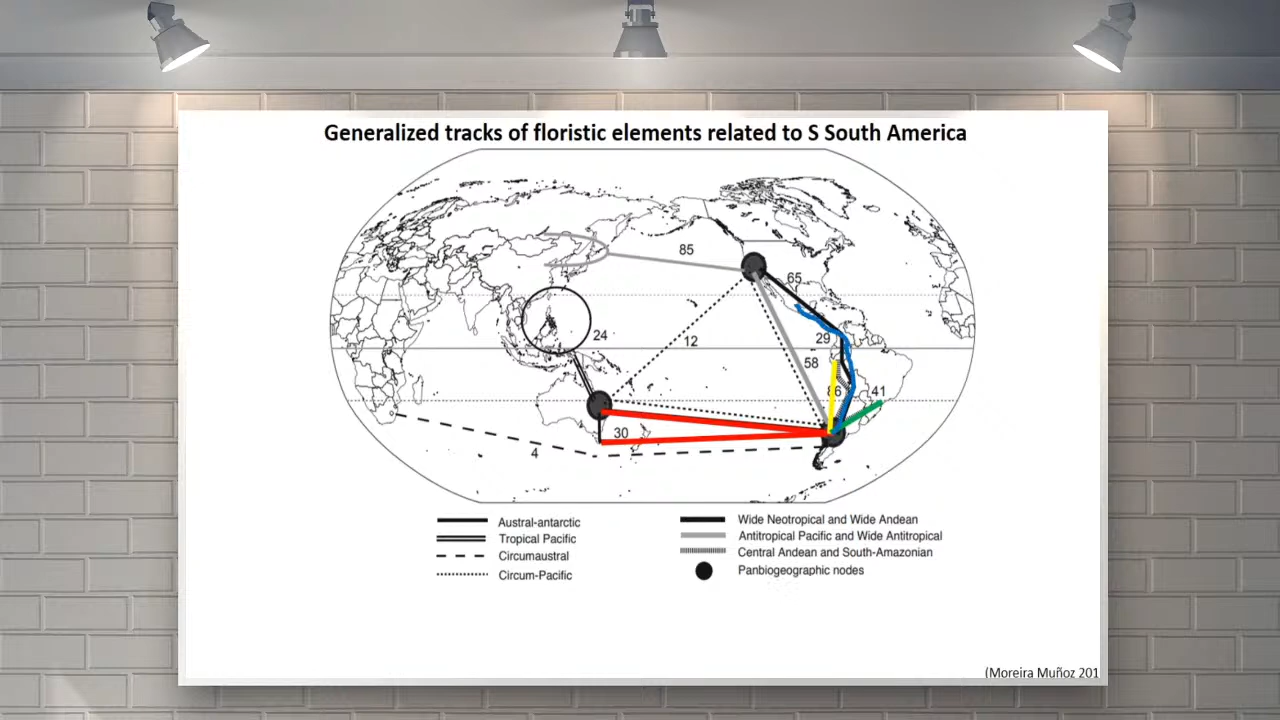 Generalized tracks of floristic elements related to S South America
85
65
24
12
29
58
86
41
30
4
Austral-antarctic
Tropical Pacific
Circumaustral
Circum-Pacific
Wide Neotropical and Wide Andean
Antitropical Pacific and Wide Antitropical
Central Andean and South-Amazonian
Panbiogeographic nodes
(Moreira Muñoz 201